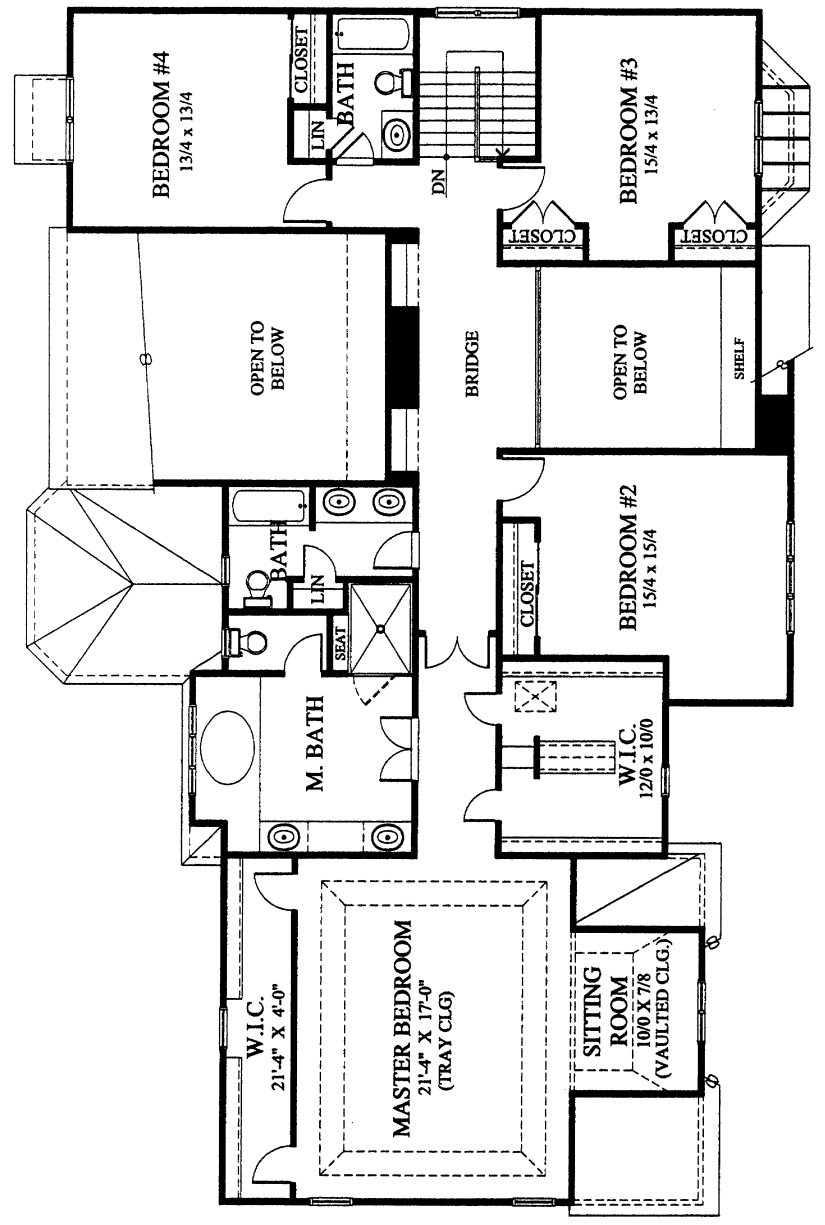 BEDROOM #4
13/4 x 13/4
CLOSET
LIN
BATH
DN
BEDROOM #3
15/4 x 13/4
CLOSET
CLOSET
OPEN TO
BELOW
BRIDGE
OPEN TO
BELOW
SHELF
BATH
LIN
SEAT
CLOSET
BEDROOM #2
15/4 x 15/4
M. BATH
W.I.C.
12/0 x 10/0
W.I.C.
21'-4" X 4'-0"
MASTER BEDROOM
21'-4" X 17'-0"
(TRAY CLG)
SITTING
ROOM
10/0 X 7/8
(VAULTED CLG.)